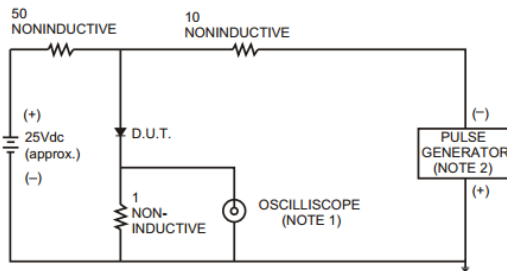 50
NONINDUCTIVE
10
NONINDUCTIVE
(+)
25Vdc
(approx.)
(–)
D.U.T.
1
NON-
INDUCTIVE
OSCILLISCOPE
(NOTE 1)
(–)
PULSE
GENERATOR
(NOTE 2)
(+)